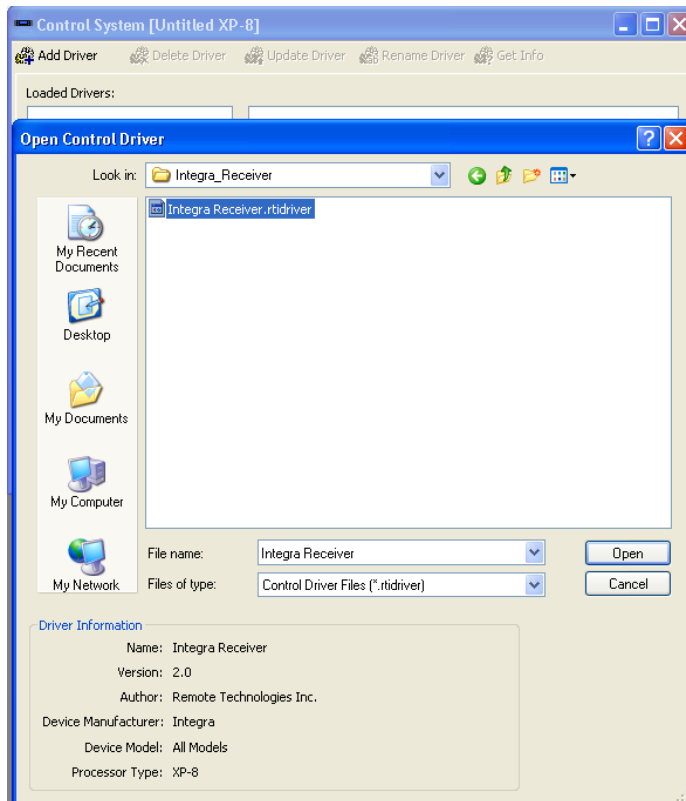 Control System [Untitled XP-8]
Add Driver Delete Driver Update Driver Rename Driver Get Info
Loaded Drivers:
Open Control Driver
Look in: Integra_Receiver
Integra Receiver.rtidriver
My Recent
Documents
Desktop
My Documents
My Computer
My Network
File name: Integra Receiver Open
Files of type: Control Driver Files (*.rtidriver) Cancel
Driver Information
Name: Integra Receiver
Version: 2.0
Author: Remote Technologies Inc.
Device Manufacturer: Integra
Device Model: All Models
Processor Type: XP-8